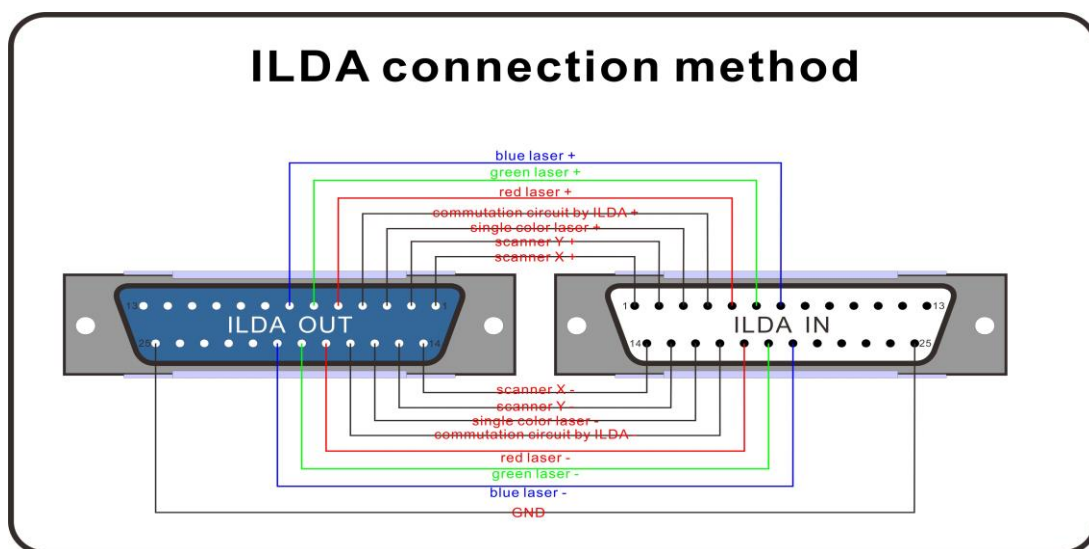 ILDA connection method
blue laser +
green laser +
red laser +
commutation circuit by ILDA +
single color laser +
scanner Y +
scanner X +
13 1
ILDA OUT
25 14
1 13
ILDA IN
14 25
scanner X -
scanner Y -
single color laser -
commutation circuit by ILDA -
red laser -
green laser -
blue laser -
GND